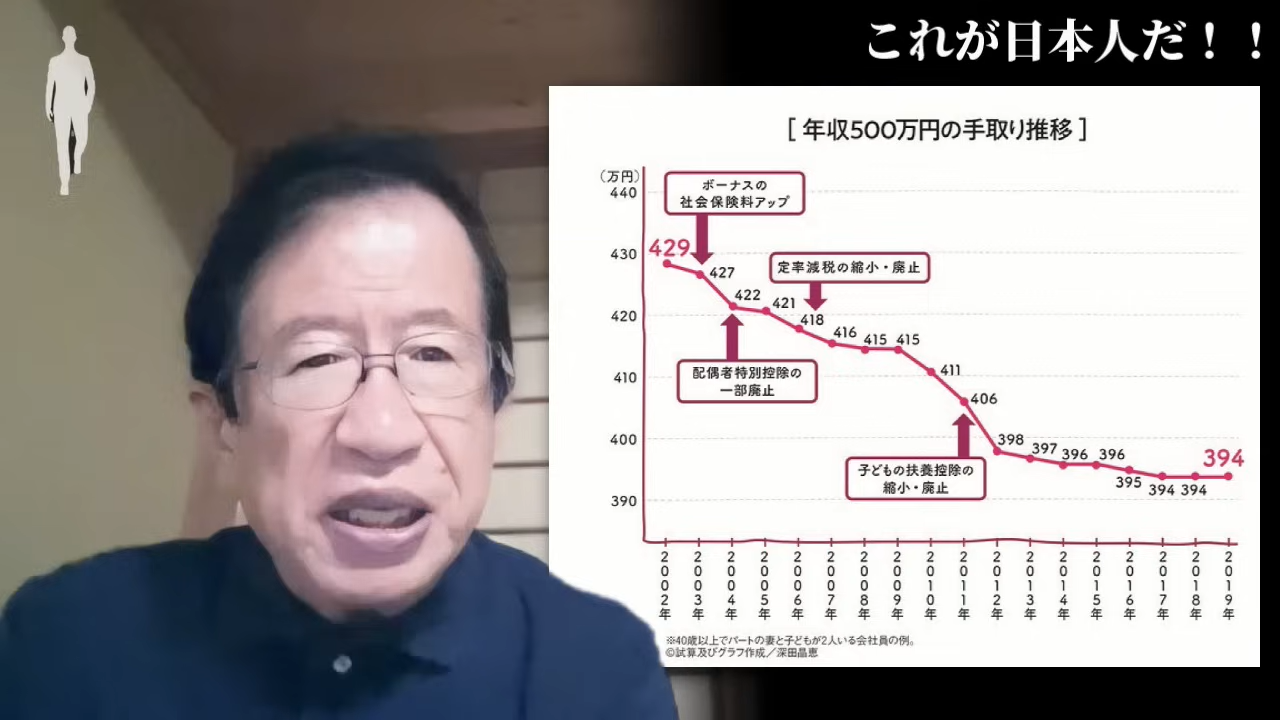 これが日本人だ！！
[ 年収500万円の手取り推移 ]
（万円）
440
430
420
410
400
390
ボーナスの
社会保険料アップ
定率減税の縮小・廃止
配偶者特別控除の
一部廃止
子どもの扶養控除の
縮小・廃止
429
427
422
421
418
416
415
415
411
406
398
397
396
396
395
394
394
394
2002年
2003年
2004年
2005年
2006年
2007年
2008年
2009年
2010年
2011年
2012年
2013年
2014年
2015年
2016年
2017年
2018年
2019年
※40歳以上でパートの妻と子どもが2人いる会社員の例。
©試算及びグラフ作成／深田晶恵